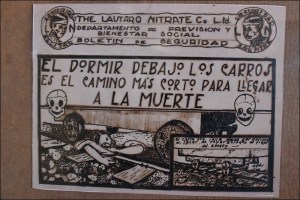 THE LAUTARO NITRATE Co. Ltd.
DEPARTAMENTO DE PREVISION Y
BIENESTAR SOCIAL
BOLETIN DE SEGURIDAD
EL DORMIR DEBAJO LOS CARROS
ES EL CAMINO MAS CORTO PARA LLEGAR
A LA MUERTE